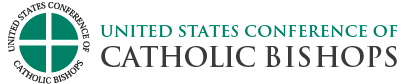 UNITED STATES CONFERENCE OF
CATHOLIC BISHOPS
UNITED STATES CONFERENCE OF
CATHOLIC BISHOPS